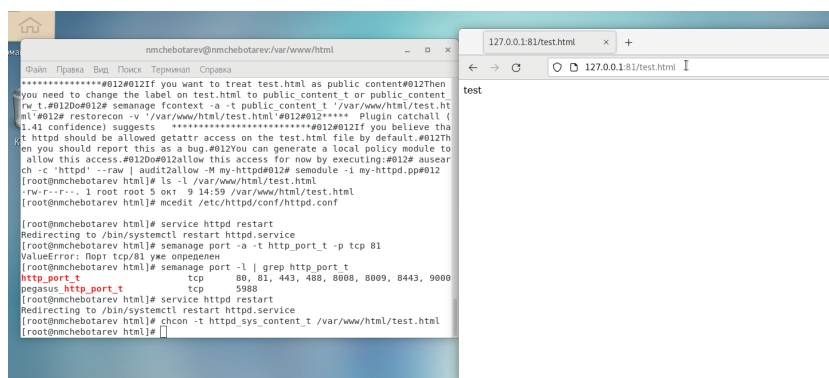 nmchebotarev@nmchebotarev:/var/www/html
Файл Правка Вид Поиск Терминал Справка
***************#012#012If you want to treat test.html as public content#012Then
you need to change the label on test.html to public_content_t or public_content_
rw_t.#012Do#012# semanage fcontext -a -t public_content_t '/var/www/html/test.ht
ml'#012# restorecon -v '/var/www/html/test.html'#012#012***** Plugin catchall (
1.41 confidence) suggests **************************#012#012If you believe tha
t httpd should be allowed getattr access on the test.html file by default.#012Th
en you should report this as a bug.#012You can generate a local policy module to
allow this access.#012Do#012allow this access for now by executing:#012# ausear
ch -c 'httpd' --raw | audit2allow -M my-httpd#012# semodule -i my-httpd.pp#012
[root@nmchebotarev html]# ls -l /var/www/html/test.html
-rw-r--r--. 1 root root 5 окт 9 14:59 /var/www/html/test.html
[root@nmchebotarev html]# mcedit /etc/httpd/conf/httpd.conf
[root@nmchebotarev html]# service httpd restart
Redirecting to /bin/systemctl restart httpd.service
[root@nmchebotarev html]# semanage port -a -t http_port_t -p tcp 81
ValueError: Порт tcp/81 уже определен
[root@nmchebotarev html]# semanage port -l | grep http_port_t
http_port_t tcp 80, 81, 443, 488, 8008, 8009, 8443, 9000
pegasus_http_port_t tcp 5988
[root@nmchebotarev html]# service httpd restart
Redirecting to /bin/systemctl restart httpd.service
[root@nmchebotarev html]# chcon -t httpd_sys_content_t /var/www/html/test.html
[root@nmchebotarev html]#
127.0.0.1:81/test.html
127.0.0.1:81/test.html
test